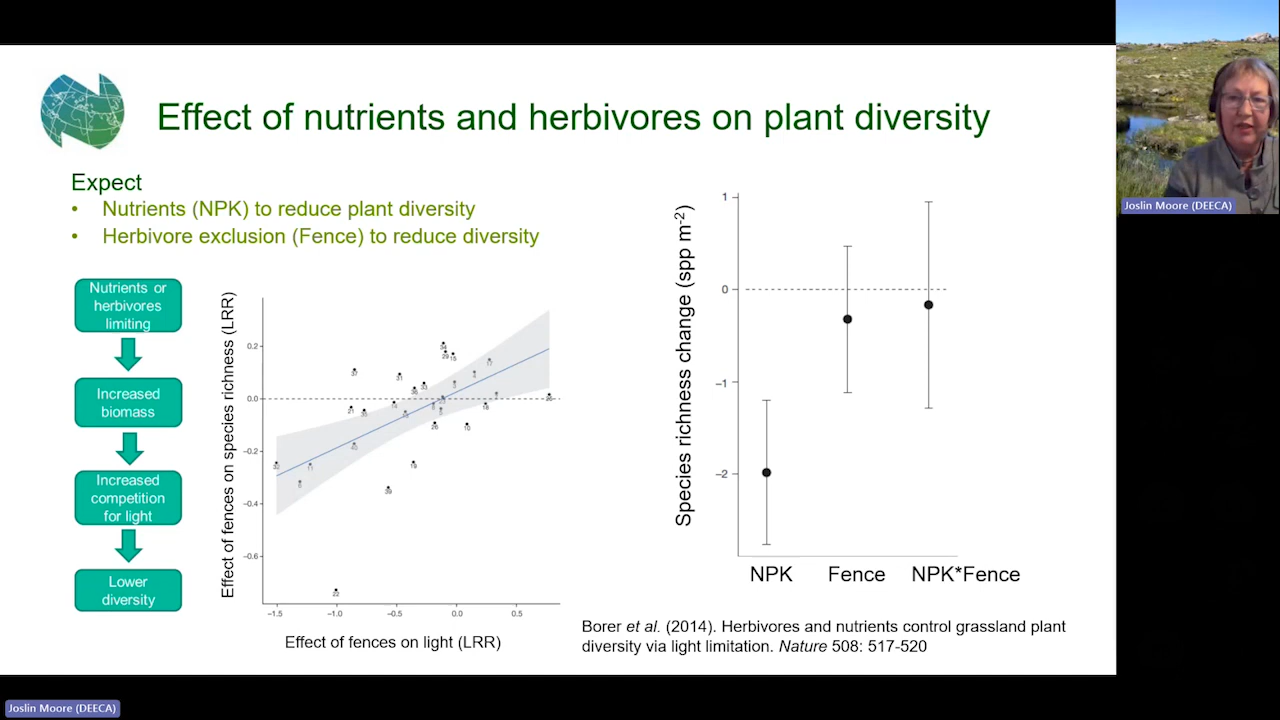 Effect of nutrients and herbivores on plant diversity
Joslin Moore (DEECA)
Expect
• Nutrients (NPK) to reduce plant diversity
• Herbivore exclusion (Fence) to reduce diversity
Nutrients or
herbivores
limiting
Increased
biomass
Increased
competition
for light
Lower
diversity
Effect of fences on species richness (LRR)
0.2
0.0
−0.2
−0.4
−0.6
−1.5
−1.0
−0.5
0.0
0.5
Effect of fences on light (LRR)
Species richness change (spp m-2)
1
0
−1
−2
NPK
Fence
NPK*Fence
Borer et al. (2014). Herbivores and nutrients control grassland plant
diversity via light limitation. Nature 508: 517-520
Joslin Moore (DEECA)